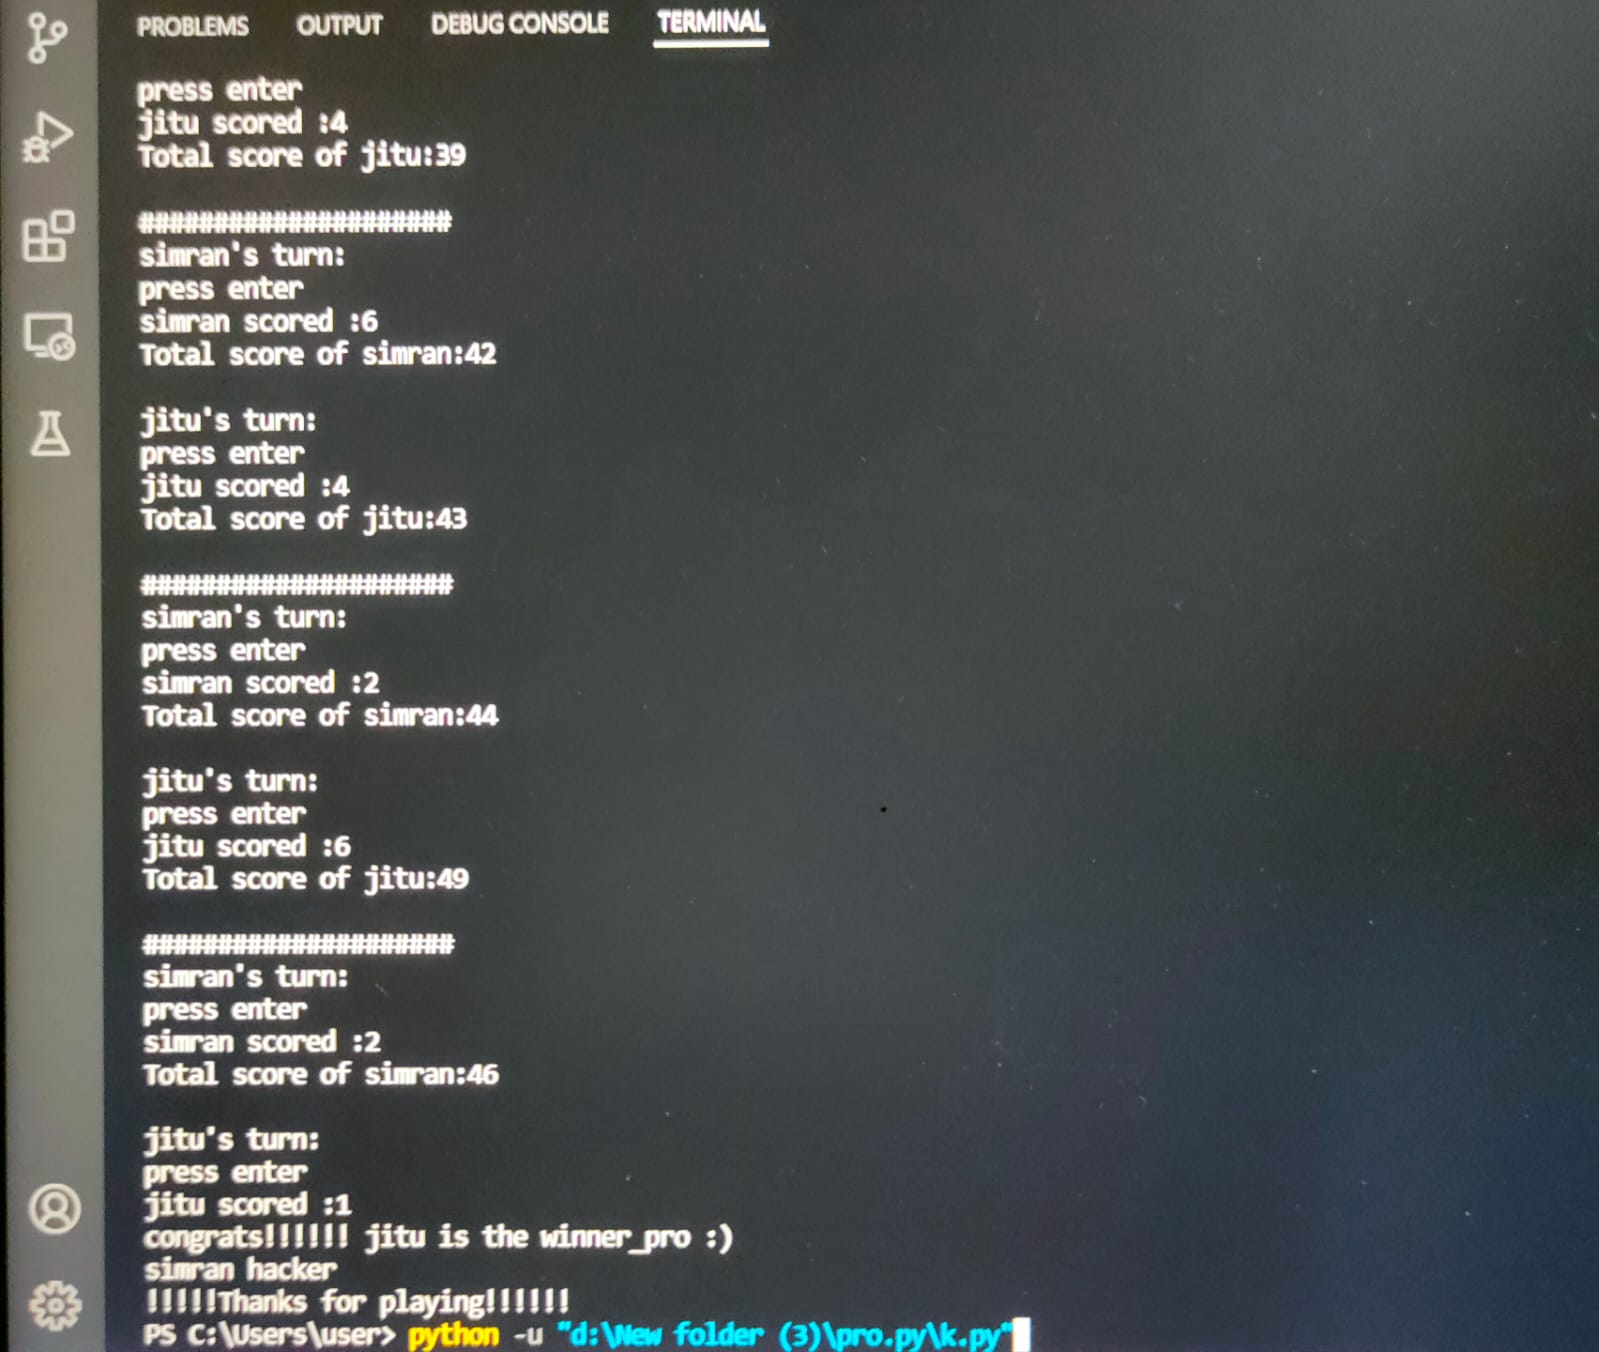 PROBLEMS OUTPUT DEBUG CONSOLE TERMINAL
press enter
jitu scored :4
Total score of jitu:39
#####################
simran's turn:
press enter
simran scored :6
Total score of simran:42
jitu's turn:
press enter
jitu scored :4
Total score of jitu:43
#####################
simran's turn:
press enter
simran scored :2
Total score of simran:44
jitu's turn:
press enter
jitu scored :6
Total score of jitu:49
#####################
simran's turn:
press enter
simran scored :2
Total score of simran:46
jitu's turn:
press enter
jitu scored :1
congrats!!!!!! jitu is the winner_pro :)
simran hacker
!!!!!Thanks for playing!!!!!!
PS C:\Users\user> python -u "d:\New folder (3)\pro.py\k.py"